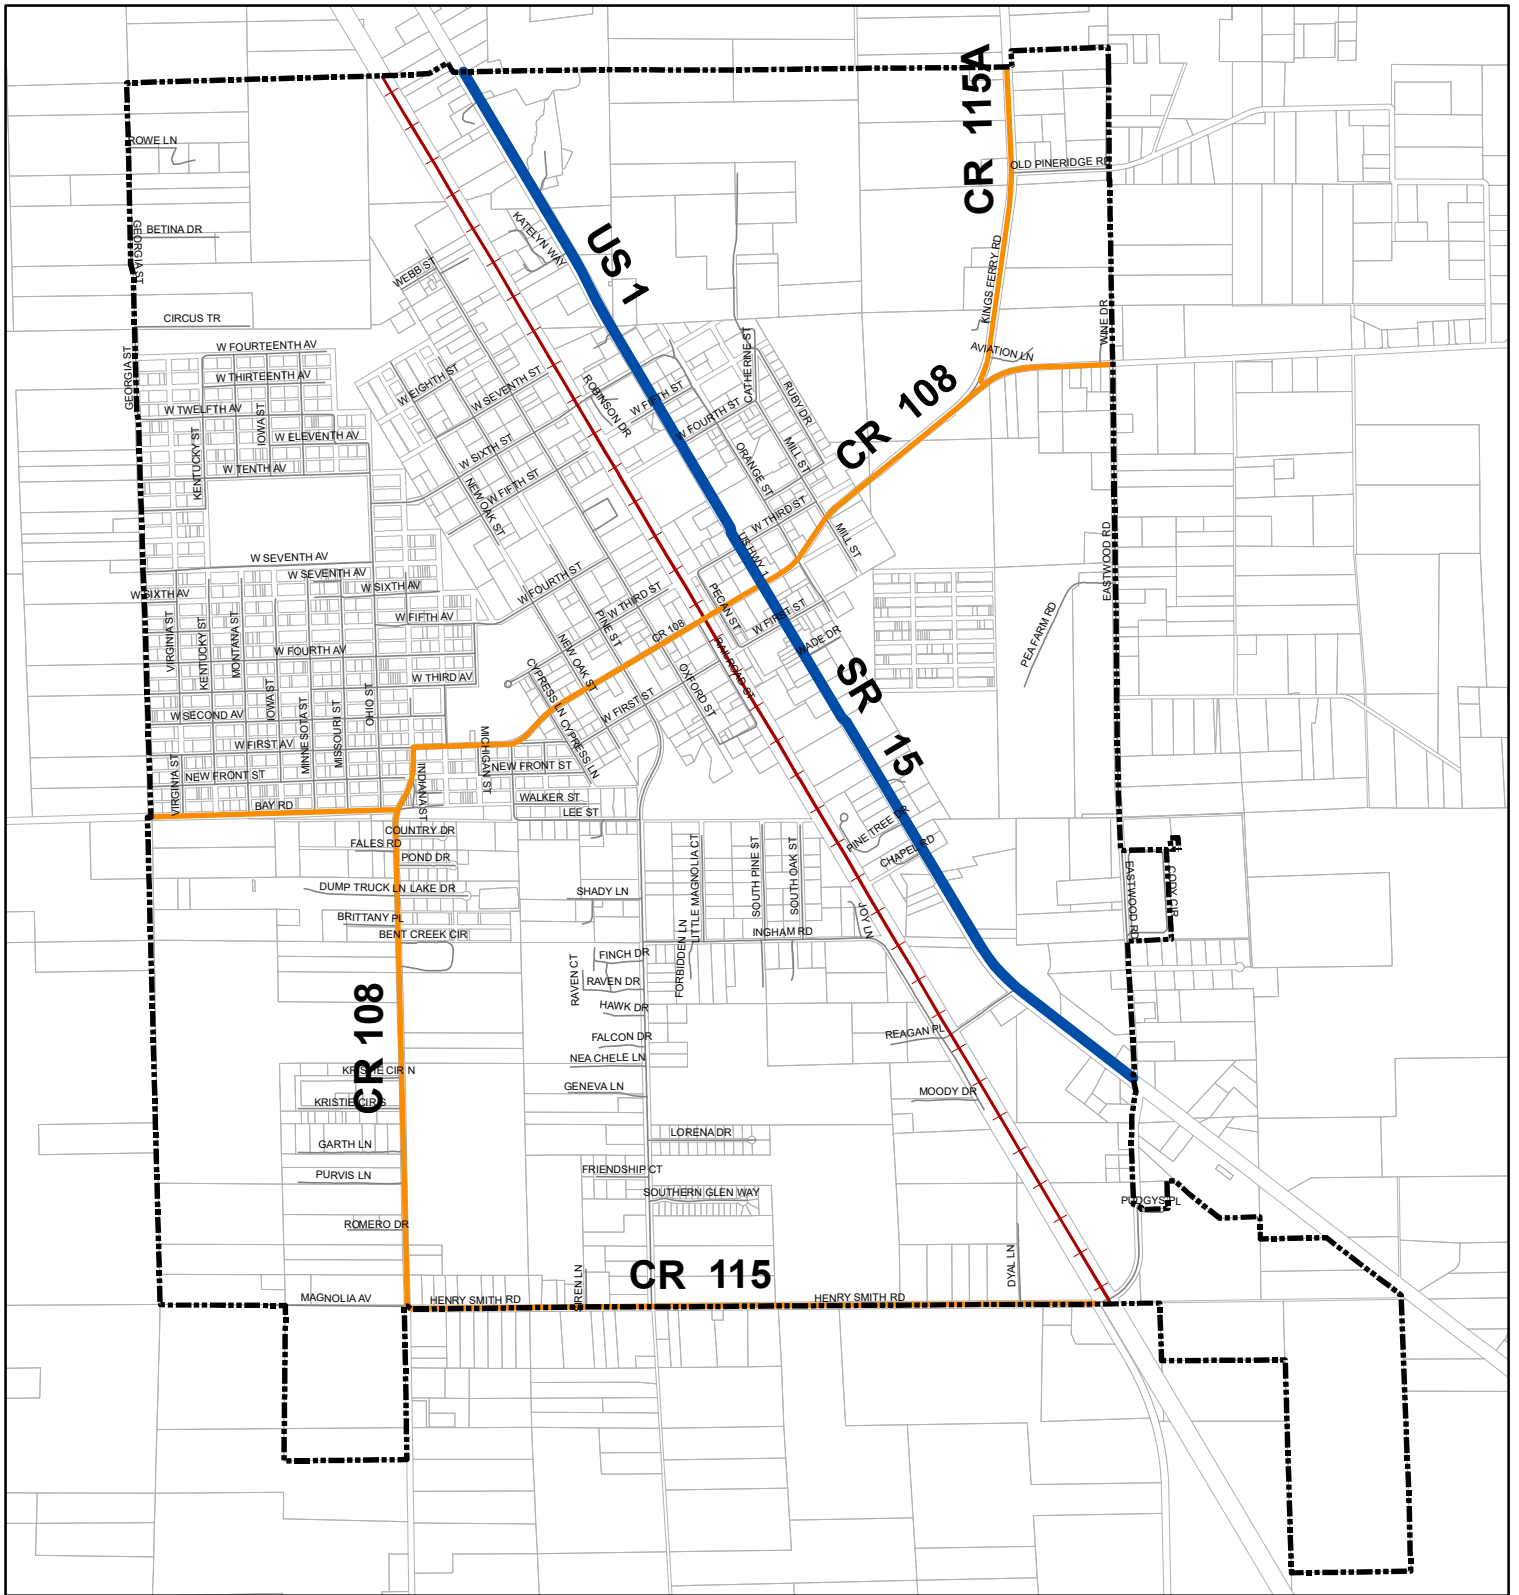 CR 115A
ROWE LN
OLD PINERIDGE RD
GEORGIA ST
BETINA DR
KATELYN WAY
US 1
WEBB ST
KINGS FERRY RD
CIRCUS TR
WINE DR
W FOURTEENTH AV
CATHERINE ST
AVIATION LN
GEORGIA ST
W THIRTEENTH AV
W EIGHTH ST
W SEVENTH ST
ROBINSON DR
W FIFTH ST
RUBY DR
CR 108
W TWELFTH AV
IOWA ST
W FOURTH ST
W ELEVENTH AV
KENTUCKY ST
W SIXTH ST
MILL ST
ORANGE ST
W TENTH AV
W FIFTH ST
NEW OAK ST
W THIRD ST
MILL ST
US HWY 1
EASTWOOD RD
W SEVENTH AV
W SEVENTH AV
W SIXTH AV
W SIXTH AV
W FOURTH ST
W THIRD ST
PECAN ST
PINE ST
W FIRST ST
W FIFTH AV
CR 108
WADE DR
PEA FARM RD
VIRGINIA ST
KENTUCKY ST
MONTANA ST
W FOURTH AV
NEW OAK ST
RAILROAD ST
SR 15
W THIRD AV
CYPRESS LN
OXFORD ST
IOWA ST
OHIO ST
W FIRST ST
W SECOND AV
MINNESOTA ST
MISSOURI ST
W FIRST AV
MICHIGAN ST
CYPRESS LN
NEW FRONT ST
NEW FRONT ST
VIRGINIA ST
INDIANA ST
WALKER ST
BAY RD
LEE ST
COUNTRY DR
FALES RD
PINE TREE DR
POND DR
CHAPEL RD
LITTLE MAGNOLIA CT
SOUTH PINE ST
SOUTH OAK ST
EASTWOOD RD
CODY CIR
DUMP TRUCK LN
LAKE DR
SHADY LN
BRITTANY PL
JOY LN
BENT CREEK CIR
INGHAM RD
FORBIDDEN LN
FINCH DR
RAVEN CT
RAVEN DR
HAWK DR
CR 108
FALCON DR
REAGAN PL
NEA CHELE LN
KRISTIE CIR N
GENEVA LN
MOODY DR
KRISTIE CIR S
LORENA DR
GARTH LN
FRIENDSHIP CT
PURVIS LN
SOUTHERN GLEN WAY
PUDGYS PL
ROMERO DR
DYAL LN
CR 115
SIREN LN
MAGNOLIA AV
HENRY SMITH RD
HENRY SMITH RD